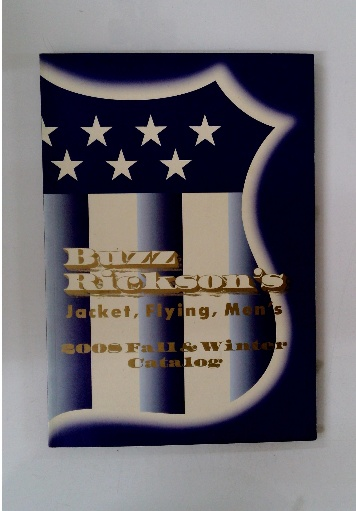 Buzz
Rickson's
Jacket, Flying, Men's
2008 Fall & Winter
Catalog